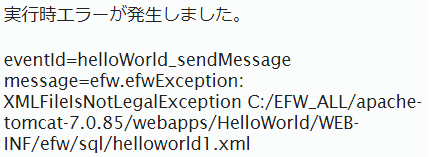 実行時エラーが発生しました。
eventId=helloWorld_sendMessage
message=efw.efwException:
XMLFileIsNotLegalException C:/EFW_ALL/apache-
tomcat-7.0.85/webapps/HelloWorld/WEB-
INF/efw/sql/helloworld1.xml